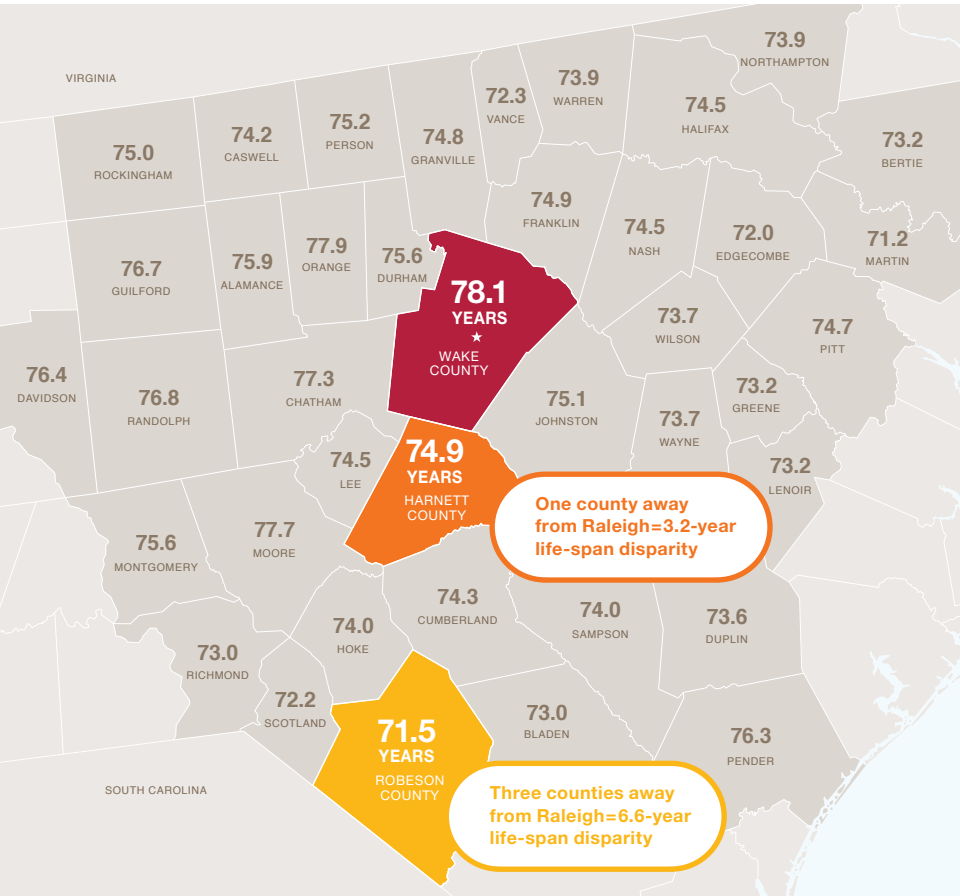 73.9
NORTHAMPTON
VIRGINIA
72.3
VANCE
73.9
WARREN
74.5
HALIFAX
75.0
ROCKINGHAM
74.2
CASWELL
75.2
PERSON
74.8
GRANVILLE
73.2
BERTIE
74.9
FRANKLIN
74.5
NASH
72.0
EDGECOMBE
71.2
MARTIN
76.7
GUILFORD
75.9
ALAMANCE
77.9
ORANGE
75.6
DURHAM
78.1
YEARS
WAKE
COUNTY
73.7
WILSON
74.7
PITT
76.4
DAVIDSON
76.8
RANDOLPH
77.3
CHATHAM
75.1
JOHNSTON
73.7
WAYNE
73.2
GREENE
74.5
LEE
74.9
YEARS
HARNETT
COUNTY
73.2
LENOIR
One county away
from Raleigh=3.2-year
life-span disparity
75.6
MONTGOMERY
77.7
MOORE
74.3
CUMBERLAND
74.0
SAMPSON
73.6
DUPLIN
73.0
RICHMOND
74.0
HOKE
72.2
SCOTLAND
71.5
YEARS
ROBESON
COUNTY
73.0
BLADEN
76.3
PENDER
SOUTH CAROLINA
Three counties away
from Raleigh=6.6-year
life-span disparity